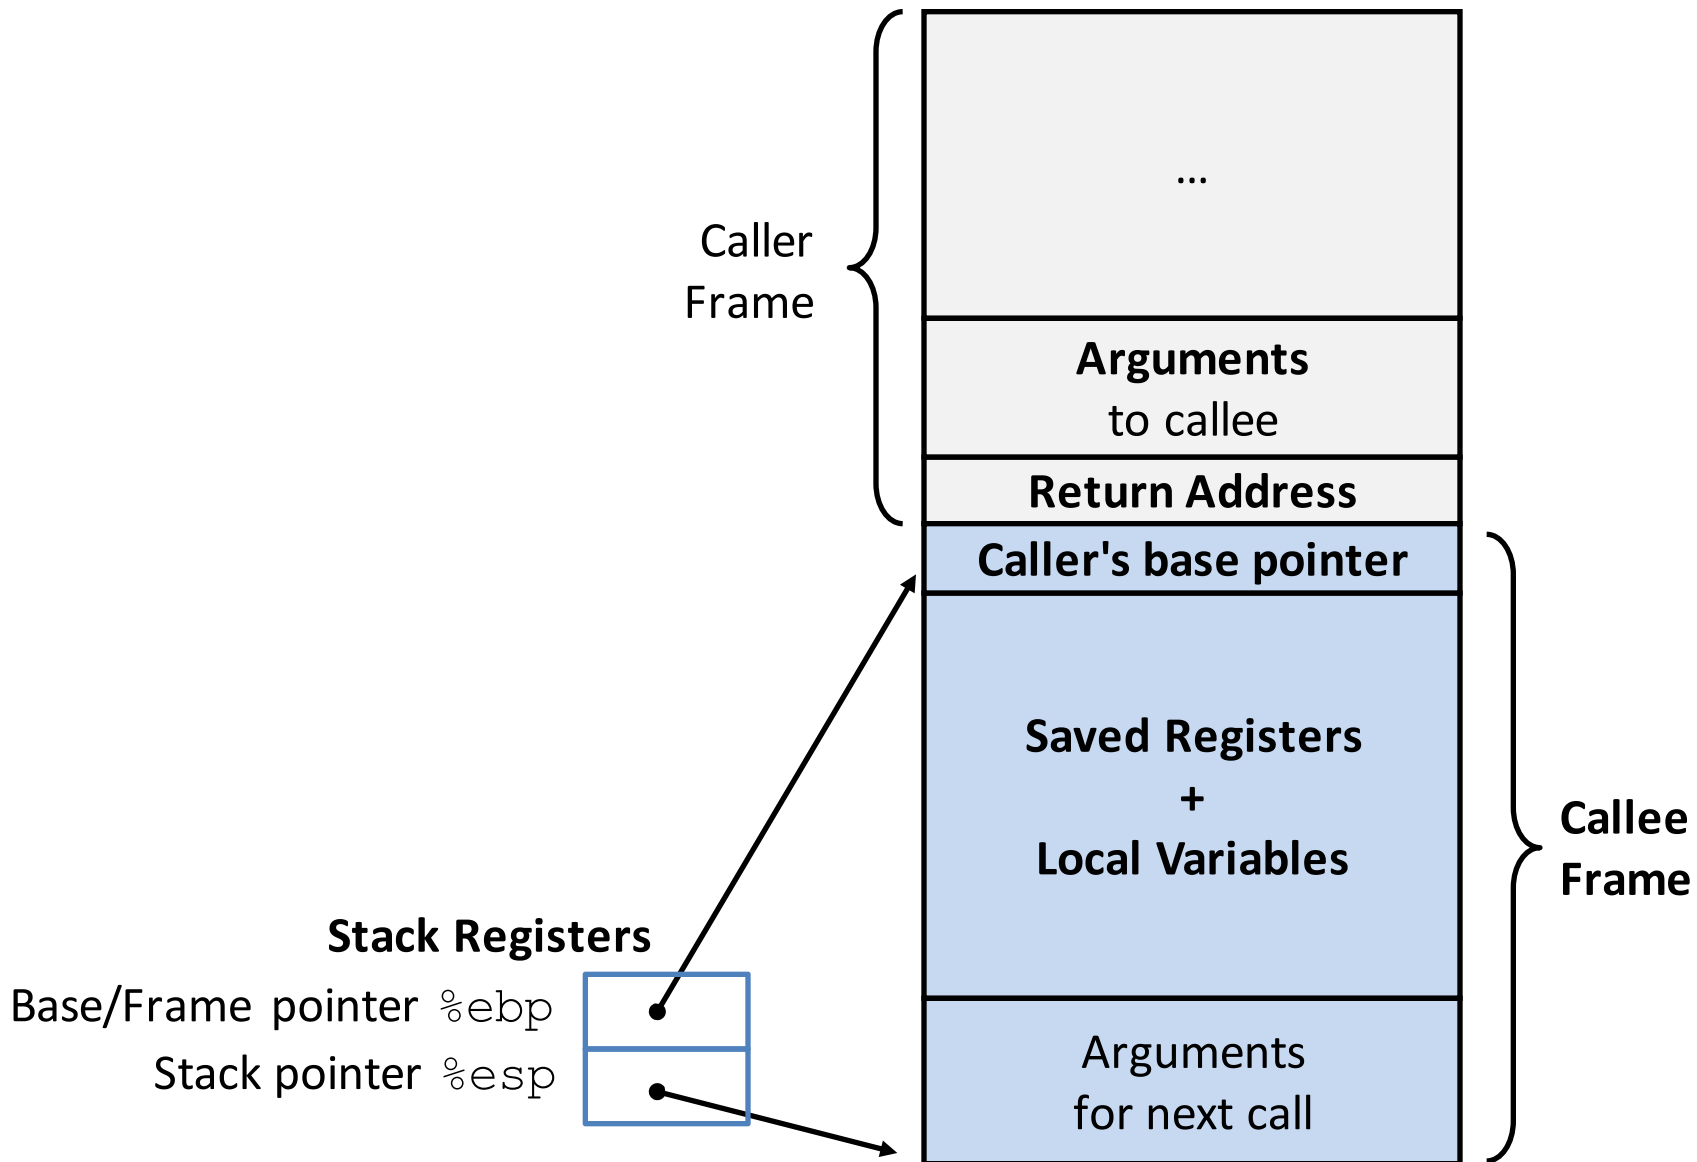 ...
Caller
Frame
Arguments
to callee
Return Address
Caller's base pointer
Saved Registers
+
Local Variables
Callee
Frame
Stack Registers
Base/Frame pointer %ebp
Stack pointer %esp
Arguments
for next call